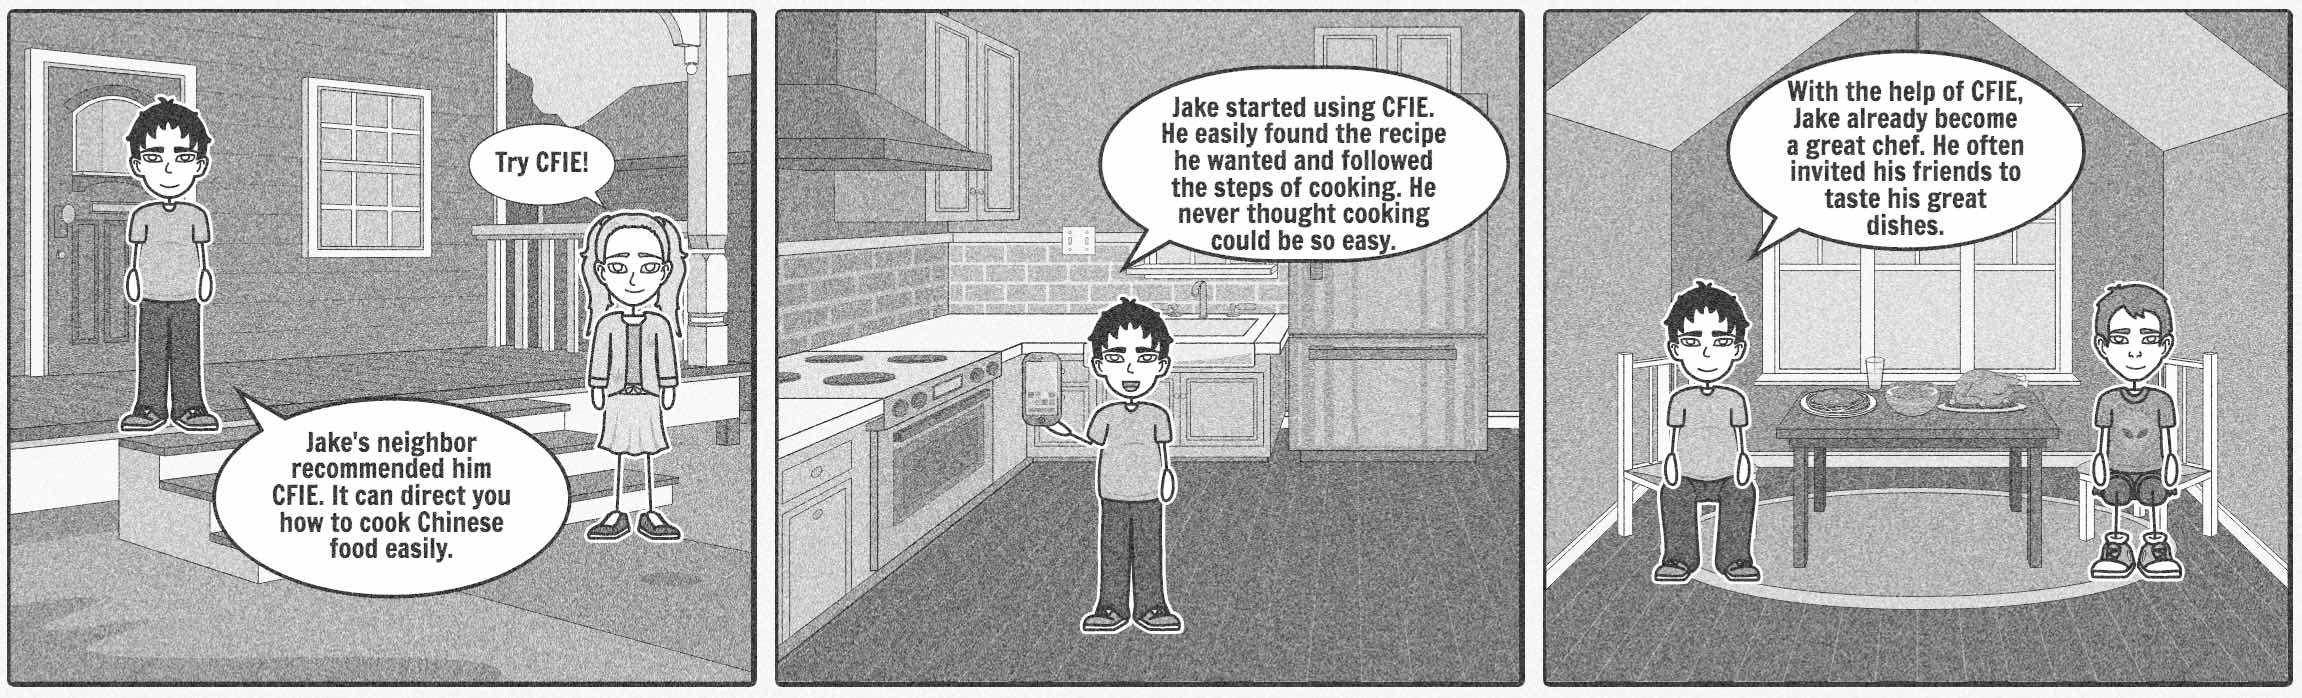 Try CFIE!
Jake's neighbor
recommended him
CFIE. It can direct you
how to cook Chinese
food easily.
Jake started using CFIE.
He easily found the recipe
he wanted and followed
the steps of cooking. He
never thought cooking
could be so easy.
With the help of CFIE,
Jake already become
a great chef. He often
invited his friends to
taste his great
dishes.